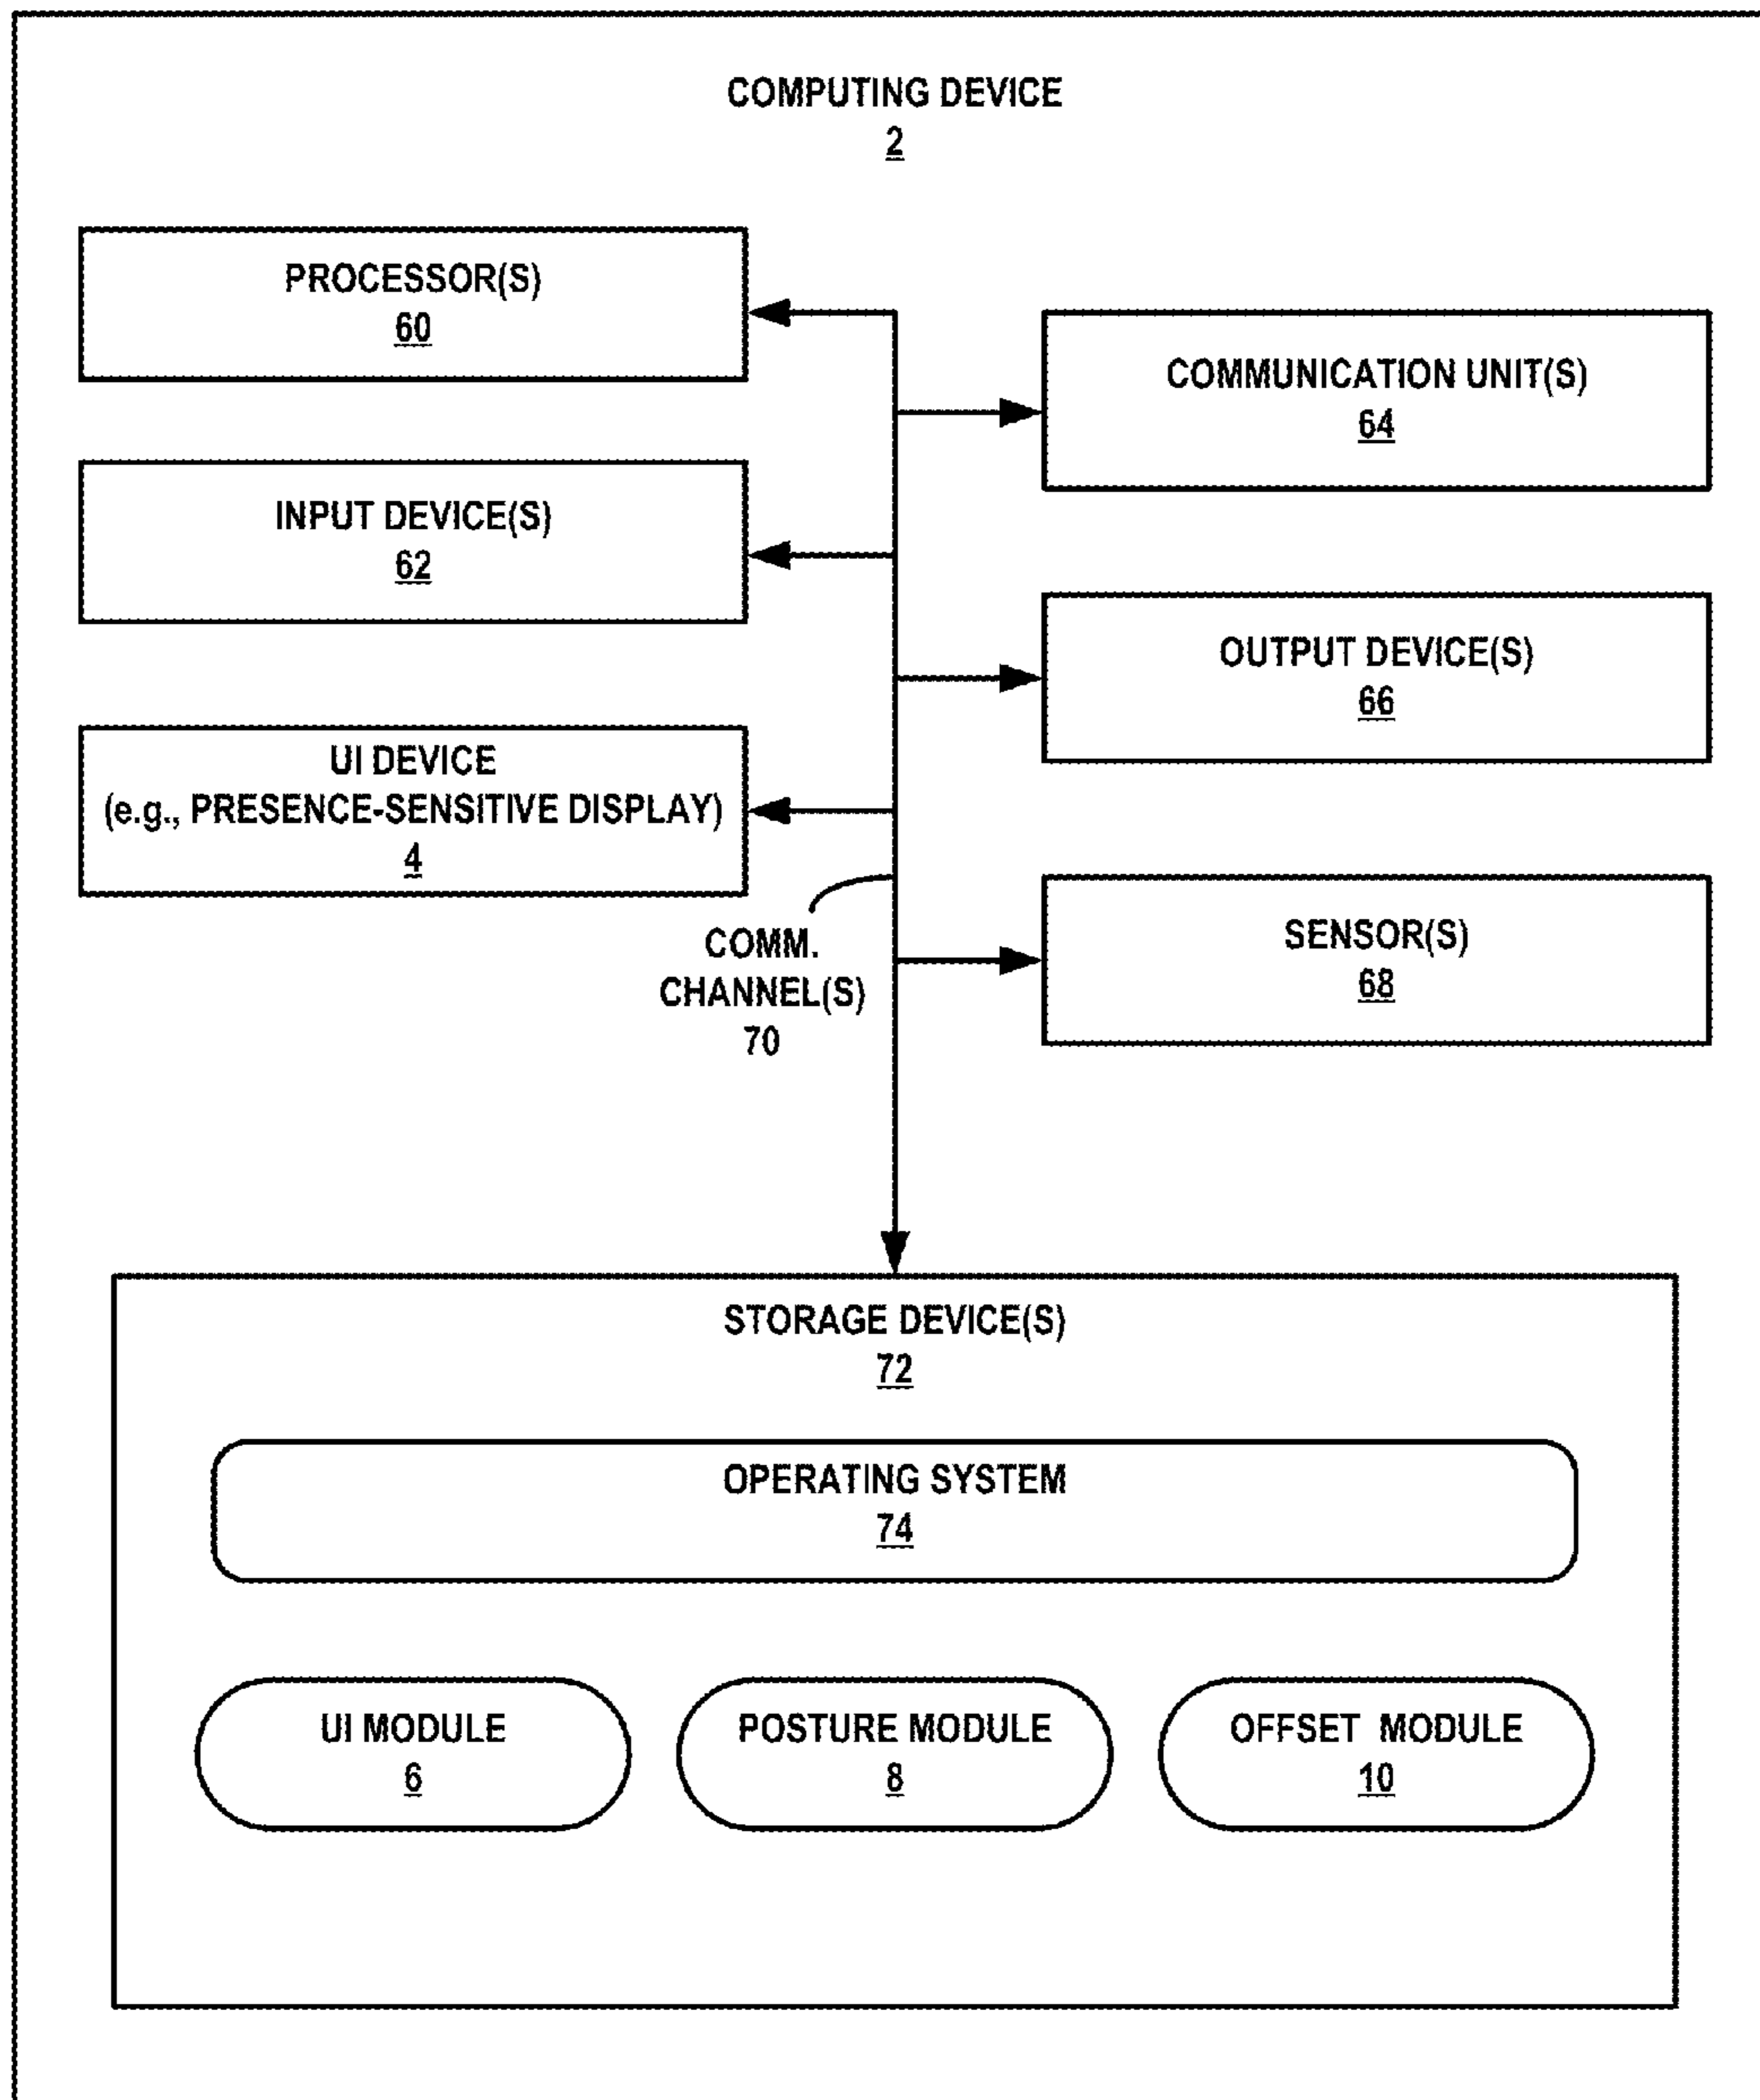 COMPUTING DEVICE
2
PROCESSOR(S)
60
COMMUNICATION UNIT(S)
64
INPUT DEVICE(S)
62
OUTPUT DEVICE(S)
66
UI DEVICE
(e.g., PRESENCE-SENSITIVE DISPLAY)
4
COMM.
CHANNEL(S)
70
SENSOR(S)
68
STORAGE DEVICE(S)
72
OPERATING SYSTEM
74
UI MODULE
6
POSTURE MODULE
8
OFFSET MODULE
10